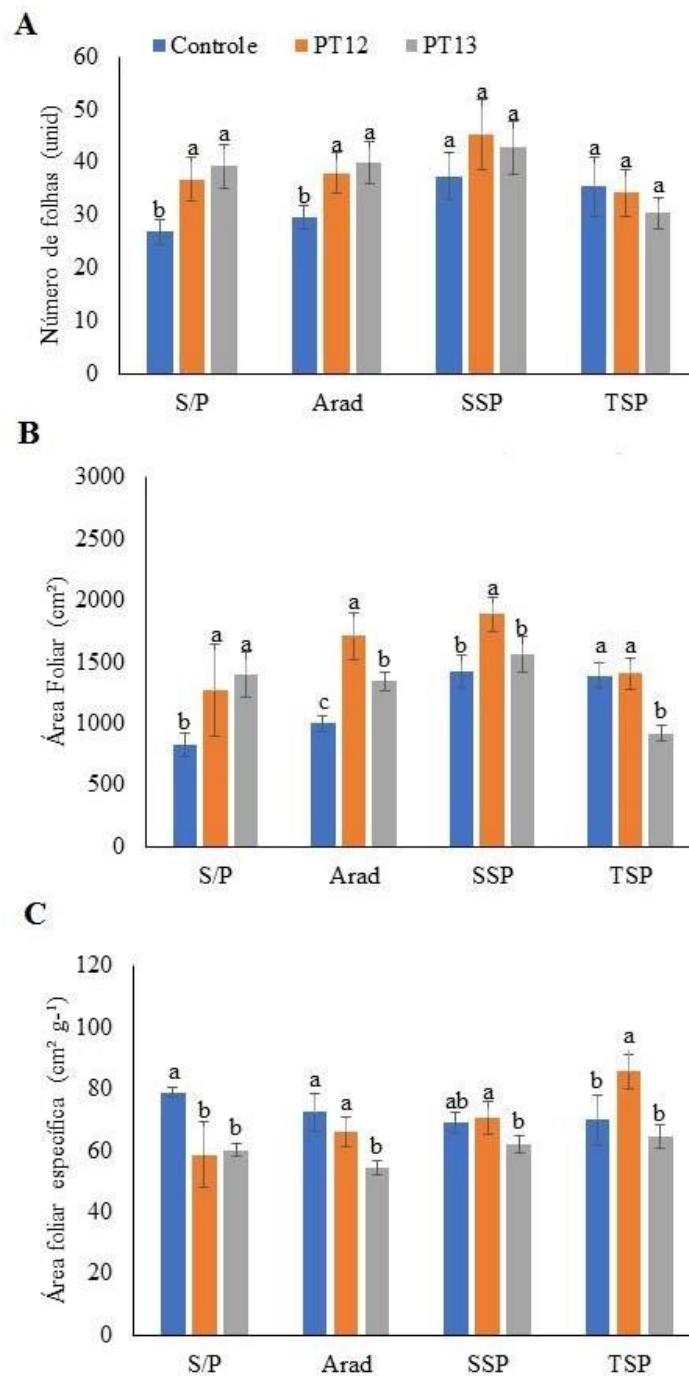 A
Controle PT12 PT13
Número de folhas (unid)
60
50
40
30
20
10
0
b a a b a a a a a a a a
S/P Arad SSP TSP
B
Área Foliar (cm²)
3000
2500
2000
1500
1000
500
0
b a a c a b b a b a a b
S/P Arad SSP TSP
C
Área foliar específica (cm² g-¹)
120
100
80
60
40
20
0
a b b a a b ab a b b a b
S/P Arad SSP TSP